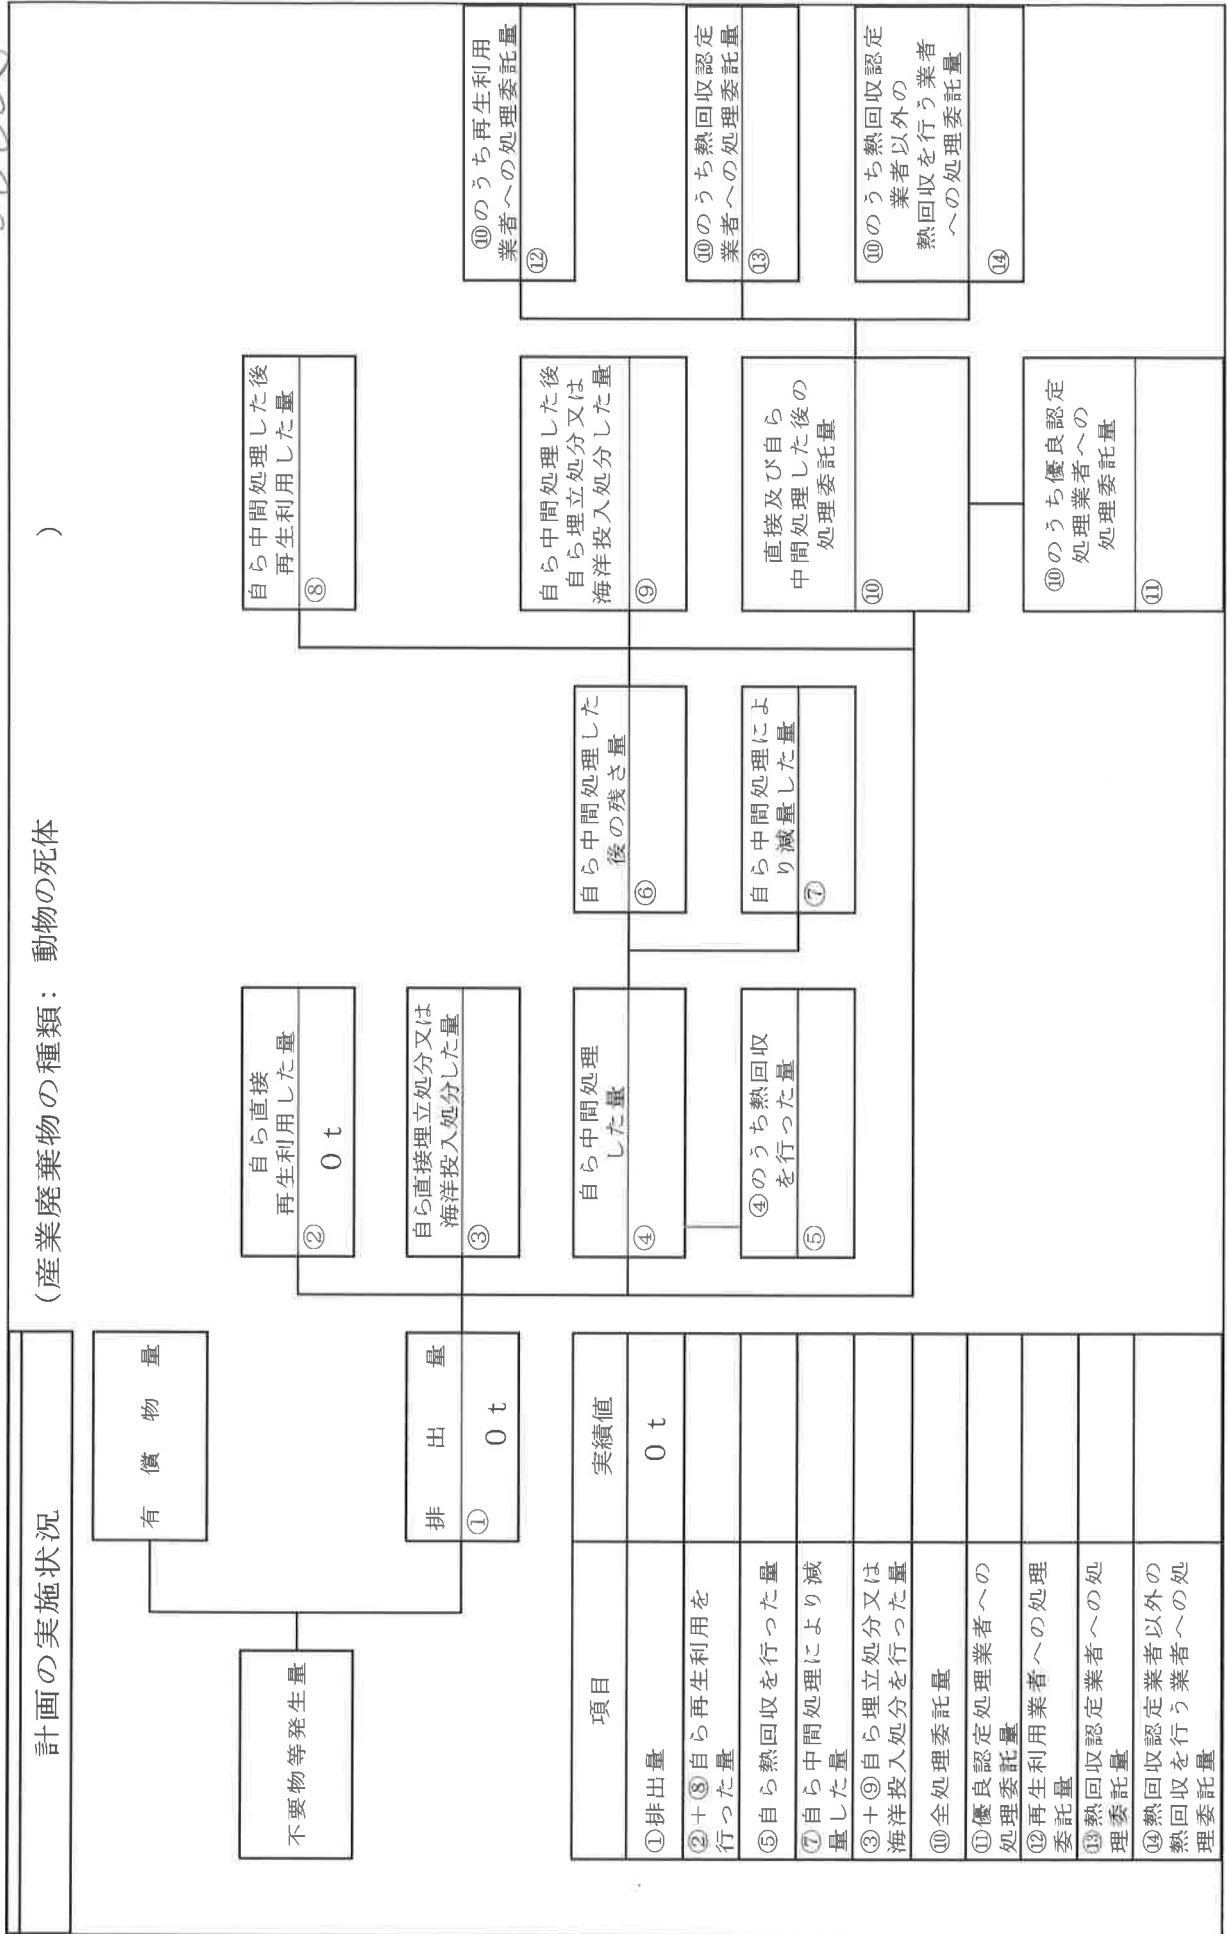 計画の実施状況
(産業廃棄物の種類： 動物の死体 )
不要物等発生量
有償物量
排出量
①
0 t
自ら直接
再生利用した量
②
0 t
自ら直接埋立処分又は
海洋投入処分した量
③
自ら中間処理
した量
④
④のうち熱回収
を行った量
⑤
自ら中間処理した
後の残さ量
⑥
自ら中間処理によ
り減量した量
⑦
自ら中間処理した後
再生利用した量
⑧
自ら中間処理した後
自ら埋立処分又は
海洋投入処分した量
⑨
直接及び自ら
中間処理した後の
処理委託量
⑩
⑩のうち優良認定
処理業者への
処理委託量
⑪
⑩のうち再生利用
業者への処理委託量
⑫
⑩のうち熱回収認定
業者への処理委託量
⑬
⑩のうち熱回収認定
業者以外の
熱回収を行う業者
への処理委託量
⑭
項目 実績値
①排出量 0 t
②＋⑧自ら再生利用を
行った量
⑤自ら熱回収を行った量
⑦自ら中間処理により減
量した量
③＋⑨自ら埋立処分又は
海洋投入処分を行った量
⑩全処理委託量
⑪優良認定処理業者への
処理委託量
⑫再生利用業者への処理
委託量
⑬熱回収認定業者への処
理委託量
⑭熱回収認定業者以外の
熱回収を行う業者への処
理委託量